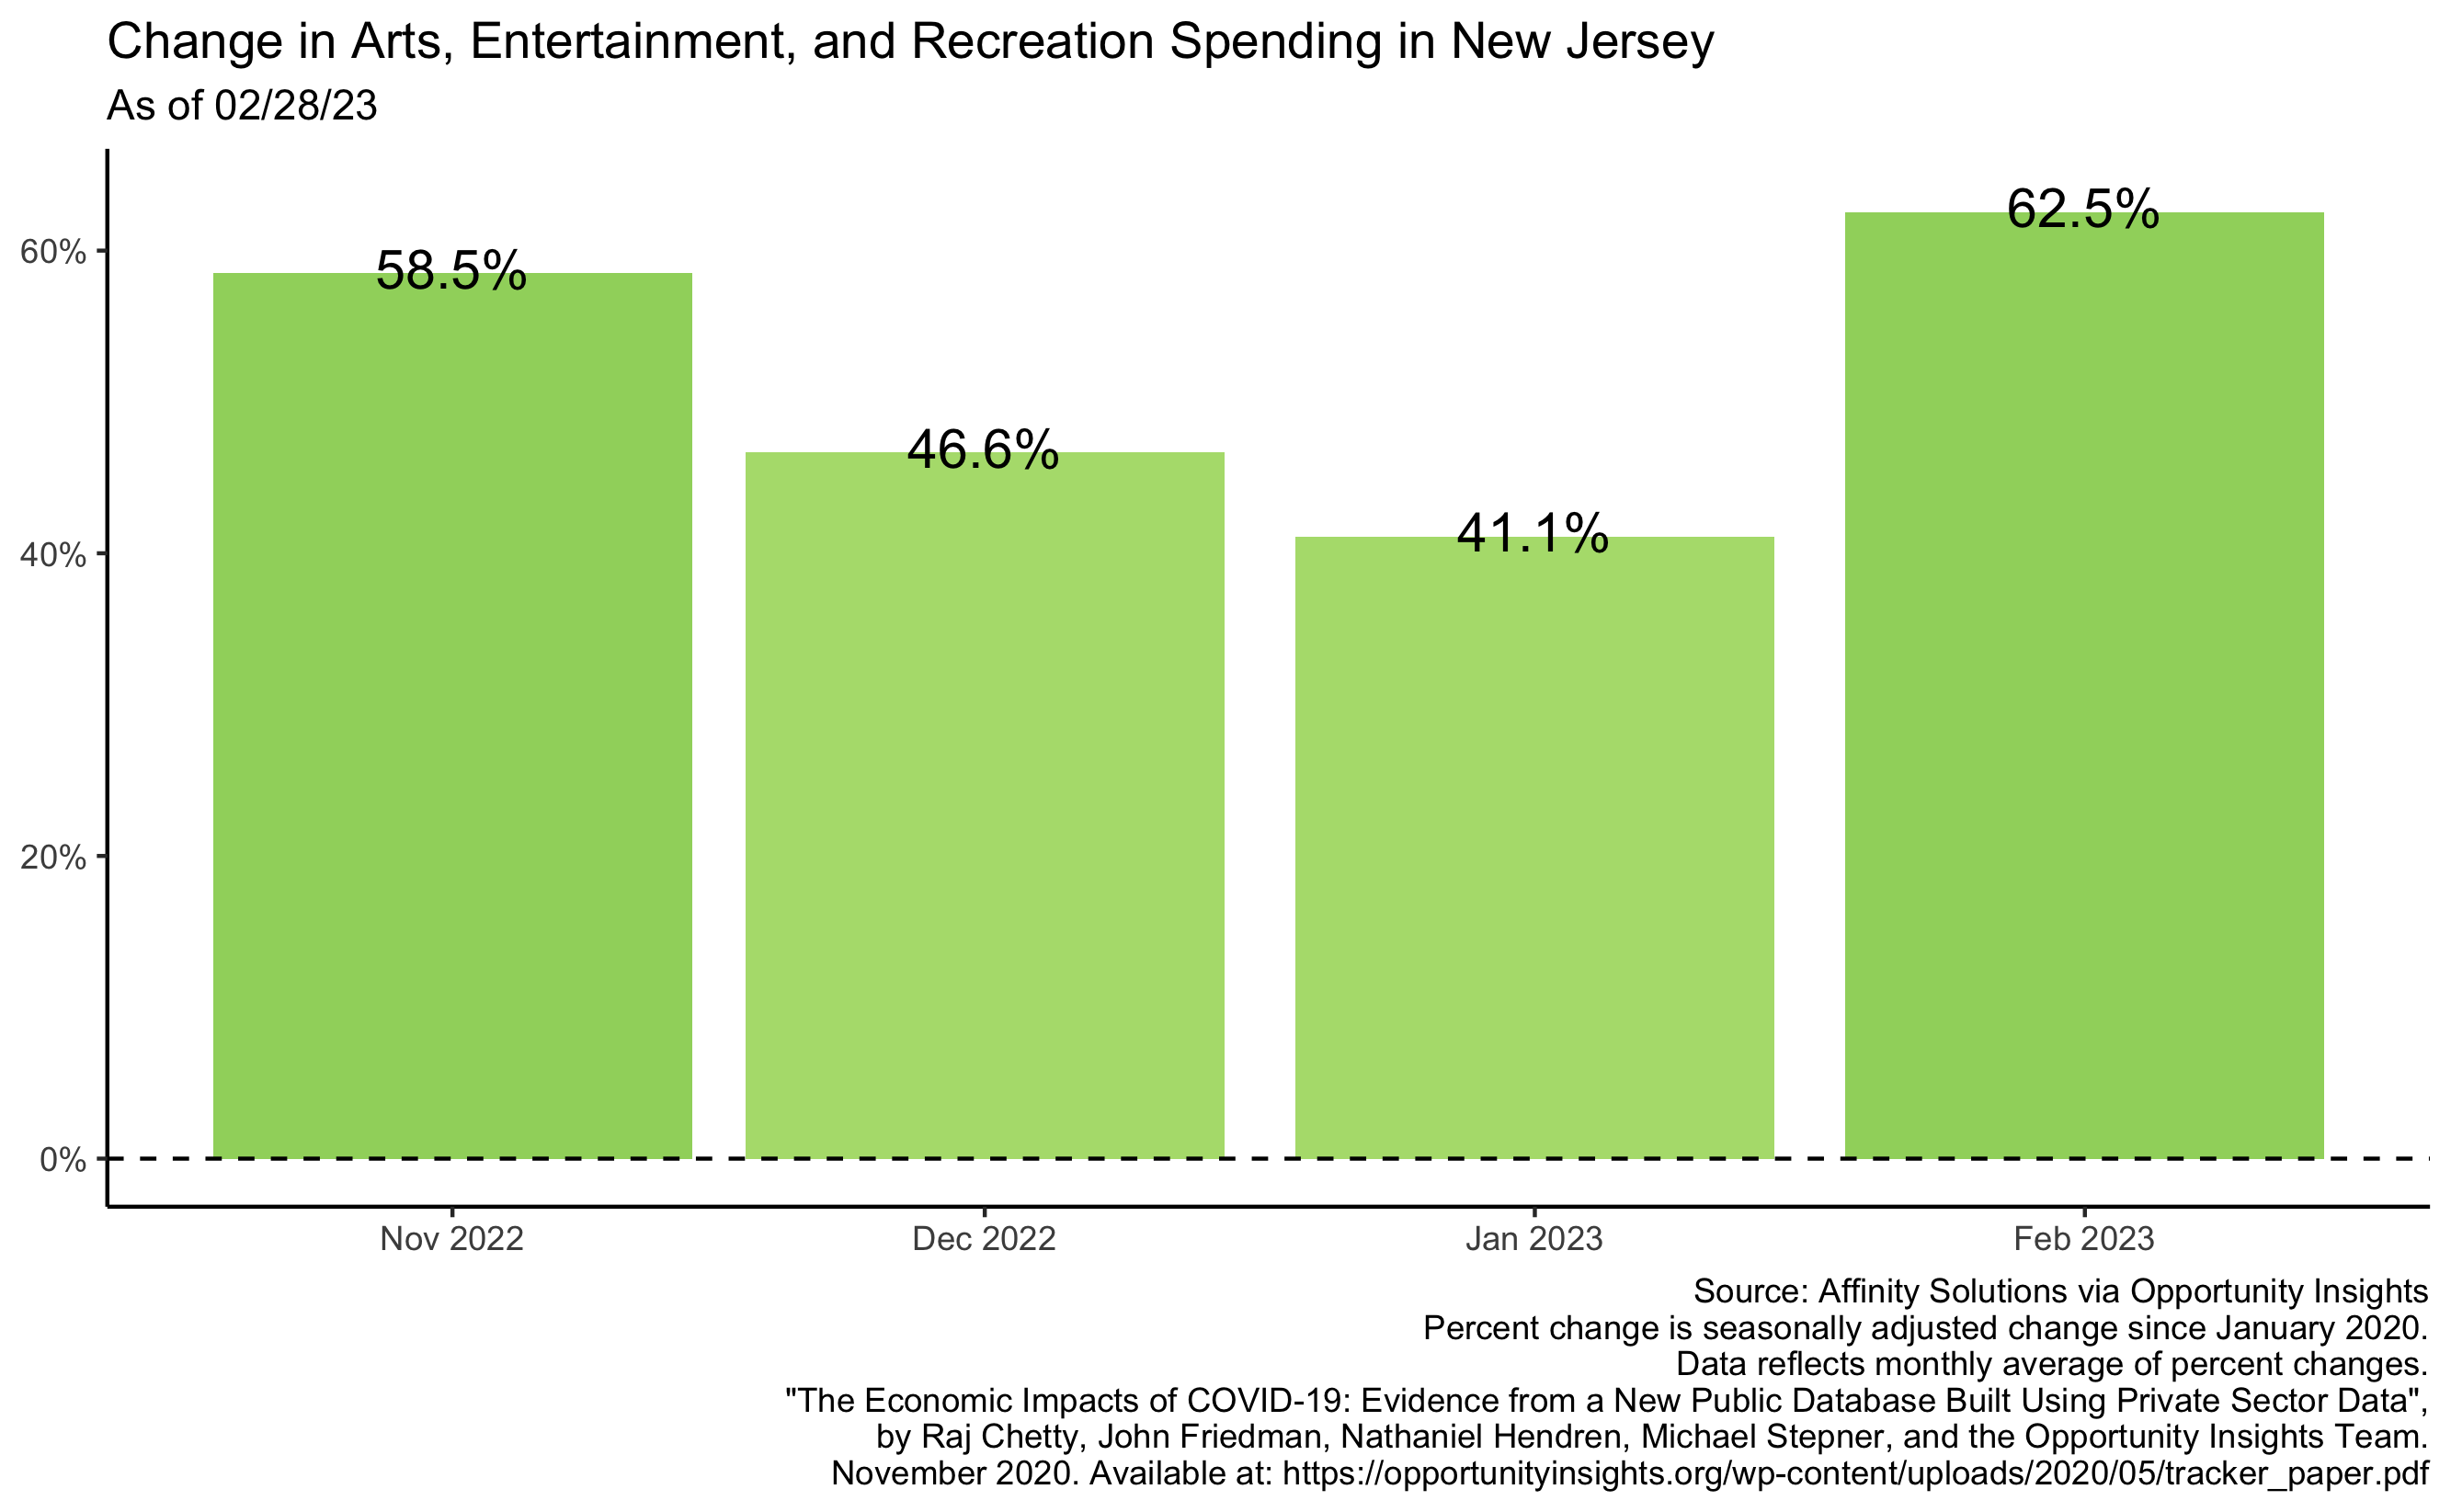 Change in Arts, Entertainment, and Recreation Spending in New Jersey
As of 02/28/23
60%
40%
20%
0%
58.5%
46.6%
41.1%
62.5%
Nov 2022
Dec 2022
Jan 2023
Feb 2023
Source: Affinity Solutions via Opportunity Insights
Percent change is seasonally adjusted change since January 2020.
Data reflects monthly average of percent changes.
"The Economic Impacts of COVID-19: Evidence from a New Public Database Built Using Private Sector Data",
by Raj Chetty, John Friedman, Nathaniel Hendren, Michael Stepner, and the Opportunity Insights Team.
November 2020. Available at: https://opportunityinsights.org/wp-content/uploads/2020/05/tracker_paper.pdf